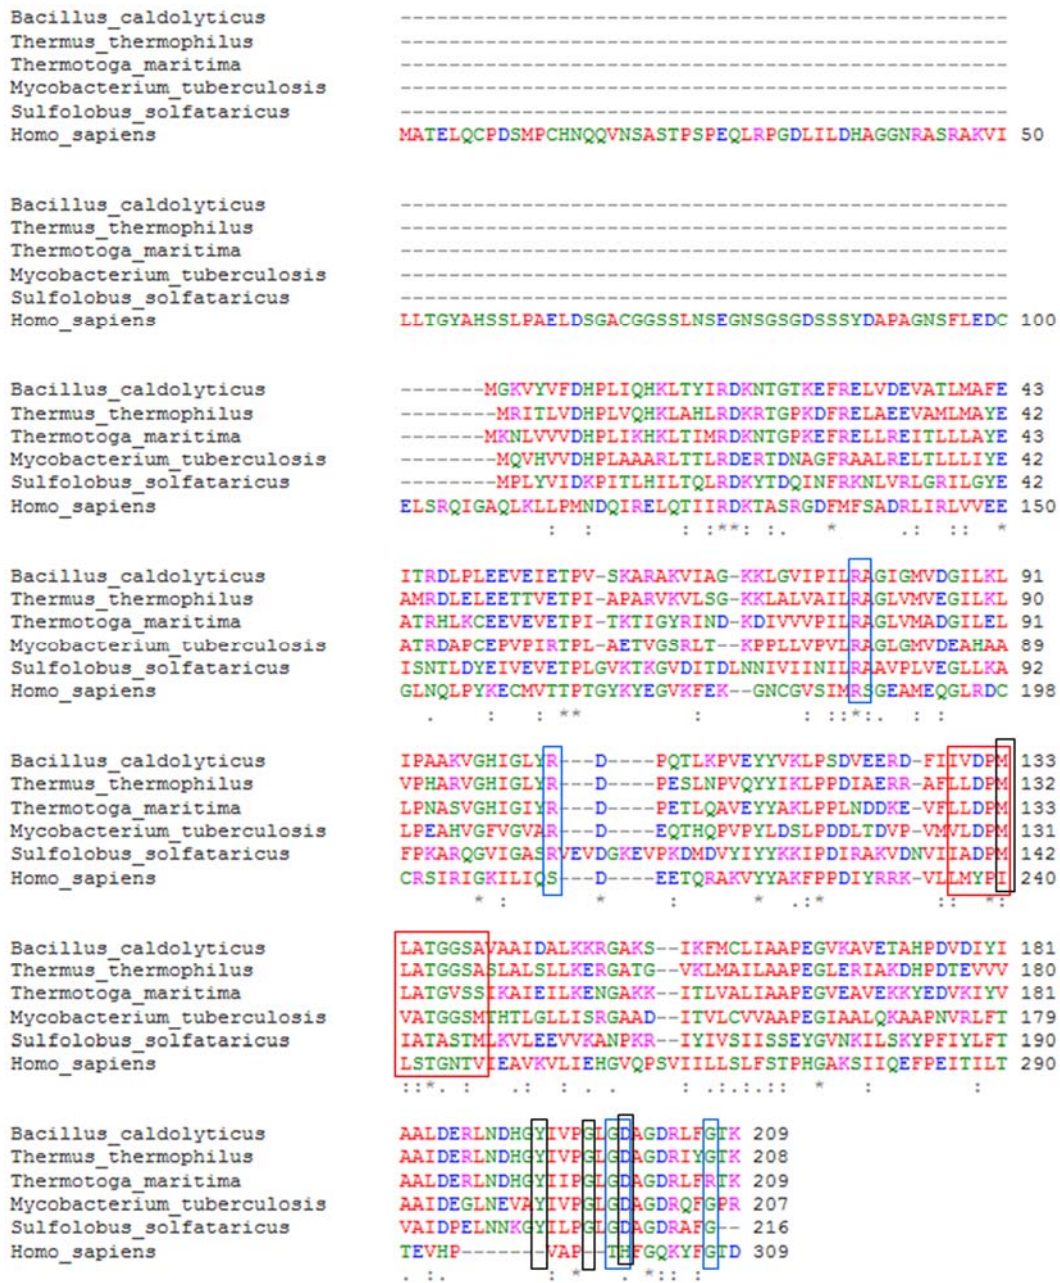 Bacillus_caldolyticus --------------------------------------------------
Thermus_thermophilus --------------------------------------------------
Thermotoga_maritima --------------------------------------------------
Mycobacterium_tuberculosis --------------------------------------------------
Sulfolobus_solfataricus --------------------------------------------------
Homo_sapiens MATELQCPDSMPCHNQQVNSASTPSPEQLRPGDLILDHAGGNRASRAKVI 50
Bacillus_caldolyticus --------------------------------------------------
Thermus_thermophilus --------------------------------------------------
Thermotoga_maritima --------------------------------------------------
Mycobacterium_tuberculosis --------------------------------------------------
Sulfolobus_solfataricus --------------------------------------------------
Homo_sapiens LLTGYAHSSLPAELDSGACGGSSLNSEGNSGSGDSSSYDAPAGNSFLEDC 100
Bacillus_caldolyticus -------MGKVYVFDHPLIQHKLTYIRDKNTGTKEFRELVDEVATLMAFE 43
Thermus_thermophilus --------MRITLVDHPLVQHKLAHLRDKRTGPKDFRELAEEVAMLMAYE 42
Thermotoga_maritima -------MKNLVVVDHPLIKHKLTIMRDKNTGPKEFRELLREITLLLAYE 43
Mycobacterium_tuberculosis --------MQVHVVDHPLAAARLTTLRDERTDNAGFRAALRELTLLLIYE 42
Sulfolobus_solfataricus --------MPLYVIDKPITLHILTQLRDKYTDQINFRKNLVRLGRILGYE 42
Homo_sapiens ELSRQIGAQLKLLPMNDQIRELQTIIRDKTASRGDFMFSADRLIRLVVEE 150
: : : :**: :. * .: :: *
Bacillus_caldolyticus ITRDLPLEEVEIETPV-SKARAKVIAG-KKLGVIPILRAGIGMVDGILKL 91
Thermus_thermophilus AMRDLELEETTVETPI-APARVKVLSG-KKLALVAILRAGLVMVEGILKL 90
Thermotoga_maritima ATRHLKCEEVEVETPI-TKTIGYRIND-KDIVVVPILRAGLVMADGILEL 91
Mycobacterium_tuberculosis ATRDAPCEPVPIRTPL-AETVGSRLT--KPPLLVPVLRAGLGMVDEAHAA 89
Sulfolobus_solfataricus ISNTLDYEIVEVETPLGVKTKGVDITDLNNIVIINILRAAVPLVEGLLKA 92
Homo_sapiens GLNQLPYKECMVTTPTGYKYEGVKFEK--GNCGVSIMRSGEAMEQGLRDC 198
. : : ** : : ::*:. : :
Bacillus_caldolyticus IPAAKVGHIGLYR---D----PQTLKPVEYYVKLPSDVEERD-FIIVDPM 133
Thermus_thermophilus VPHARVGHIGLYR---D----PESLNPVQYYIKLPPDIAERR-AFLLDPM 132
Thermotoga_maritima LPNASVGHIGIYR---D----PETLQAVEYYAKLPPLNDDKE-VFLLDPM 133
Mycobacterium_tuberculosis LPEAHVGFVGVAR---D----EQTHQPVPYLDSLPDDLTDVP-VMVLDPM 131
Sulfolobus_solfataricus FPKARQGVIGASRVEVDGKEVPKDMDVYIYYKKIPDIRAKVDNVIIADPM 142
Homo_sapiens CRSIRIGKILIQS---D----EETQRAKVYYAKFPPDIYRRK-VLLMYPI 240
* : * : * .:* :: *:
Bacillus_caldolyticus LATGGSAVAAIDALKKRGAKS--IKFMCLIAAPEGVKAVETAHPDVDIYI 181
Thermus_thermophilus LATGGSASLALSLLKERGATG--VKLMAILAAPEGLERIAKDHPDTEVVV 180
Thermotoga_maritima LATGVSSIKAIEILKENGAKK--ITLVALIAAPEGVEAVEKKYEDVKIYV 181
Mycobacterium_tuberculosis VATGGSMTHTLGLLISRGAAD--ITVLCVVAAPEGIAALQKAAPNVRLFT 179
Sulfolobus_solfataricus IATASTMLKVLEEVVKANPKR--IYIVSIISSEYGVNKILSKYPFIYLFT 190
Homo_sapiens LSTGNTVIEAVKVLIEHGVQPSVIILLSLFSTPHGAKSIIQEFPEITILT 290
::*. : .: : . . : .:.:.:: * : :
Bacillus_caldolyticus AALDERLNDHGYIVPGLGDAGDRLFGTK 209
Thermus_thermophilus AAIDERLNDHGYIVPGLGDAGDRIYGTK 208
Thermotoga_maritima AALDERLNDHGYIIPGLGDAGDRLFRTK 209
Mycobacterium_tuberculosis AAIDEGLNEVAYIVPGLGDAGDRQFGPR 207
Sulfolobus_solfataricus VAIDPELNNKGYILPGLGDAGDRAFG-- 216
Homo_sapiens TEVHP-------VAP--THFGQKYFGTD 309
. :. : * . *:: :